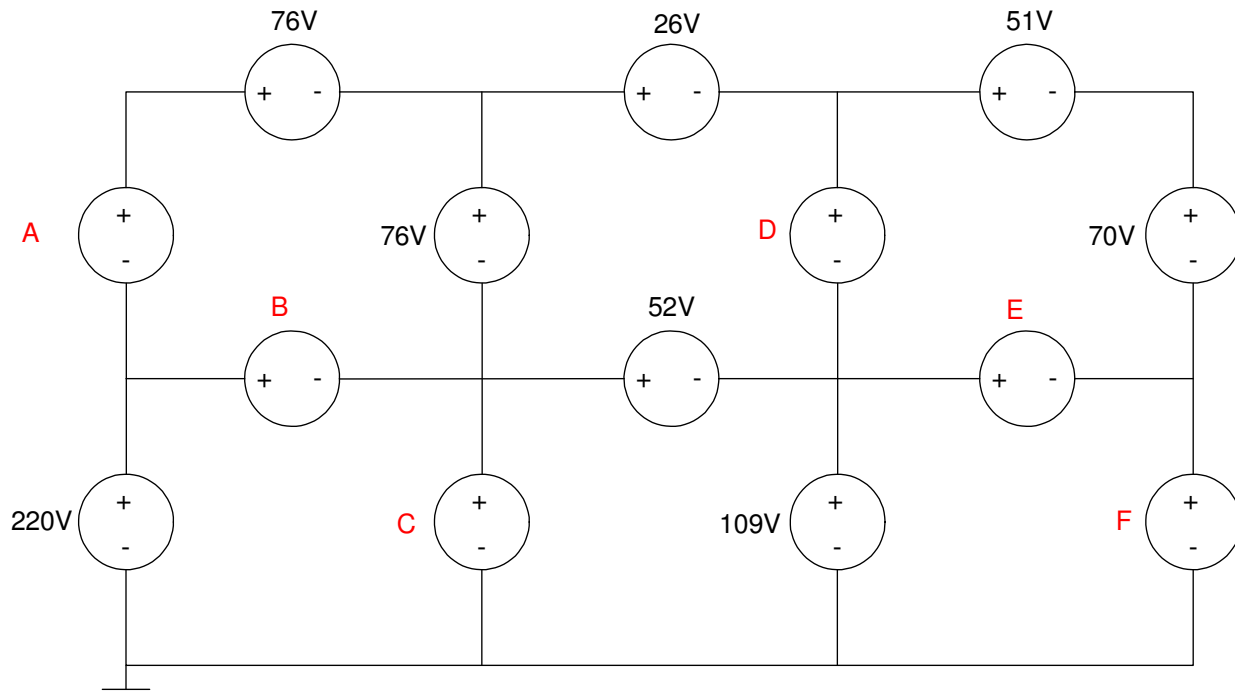 76V 26V 51V
+ - + - + -
A + - 76V + - D + - 70V + -
B 52V E
+ - + - + -
220V + - C + - 109V + - F + -